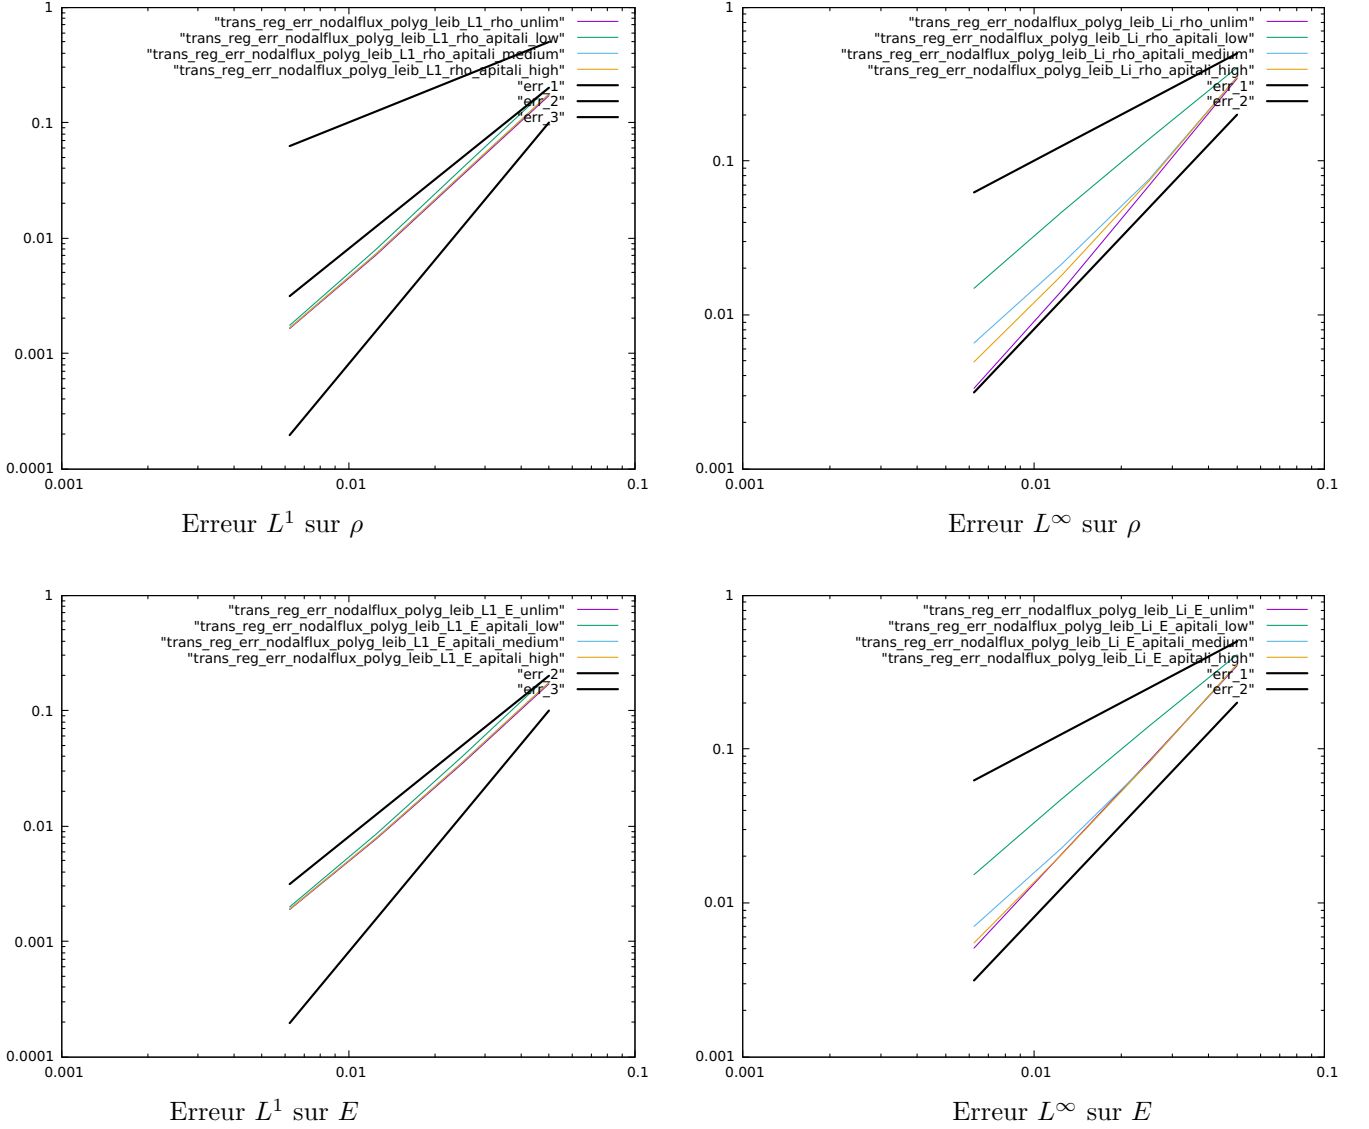 1
0.1
0.01
0.001
0.0001
0.001
0.01
0.1
"trans_reg_err_nodalflux_polyg_leib_L1_rho_unlim"
"trans_reg_err_nodalflux_polyg_leib_L1_rho_apitali_low"
"trans_reg_err_nodalflux_polyg_leib_L1_rho_apitali_medium"
"trans_reg_err_nodalflux_polyg_leib_L1_rho_apitali_high"
"err_1"
"err_2"
"err_3"
Erreur L¹ sur ρ
1
0.1
0.01
0.001
0.001
0.01
0.1
"trans_reg_err_nodalflux_polyg_leib_Li_rho_unlim"
"trans_reg_err_nodalflux_polyg_leib_Li_rho_apitali_low"
"trans_reg_err_nodalflux_polyg_leib_Li_rho_apitali_medium"
"trans_reg_err_nodalflux_polyg_leib_Li_rho_apitali_high"
"err_1"
"err_2"
Erreur L∞ sur ρ
1
0.1
0.01
0.001
0.0001
0.001
0.01
0.1
"trans_reg_err_nodalflux_polyg_leib_L1_E_unlim"
"trans_reg_err_nodalflux_polyg_leib_L1_E_apitali_low"
"trans_reg_err_nodalflux_polyg_leib_L1_E_apitali_medium"
"trans_reg_err_nodalflux_polyg_leib_L1_E_apitali_high"
"err_2"
"err_3"
Erreur L¹ sur E
1
0.1
0.01
0.001
0.001
0.01
0.1
"trans_reg_err_nodalflux_polyg_leib_Li_E_unlim"
"trans_reg_err_nodalflux_polyg_leib_Li_E_apitali_low"
"trans_reg_err_nodalflux_polyg_leib_Li_E_apitali_medium"
"trans_reg_err_nodalflux_polyg_leib_Li_E_apitali_high"
"err_1"
"err_2"
Erreur L∞ sur E